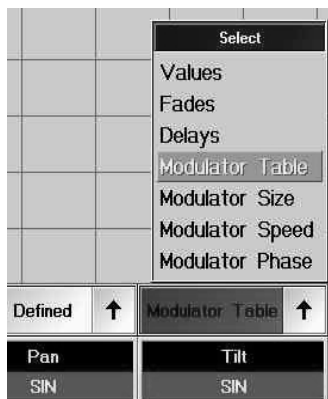 Select
Values
Fades
Delays
Modulator Table
Modulator Size
Modulator Speed
Modulator Phase
Defined ↑ Modulator Table ↑
Pan Tilt
SIN SIN